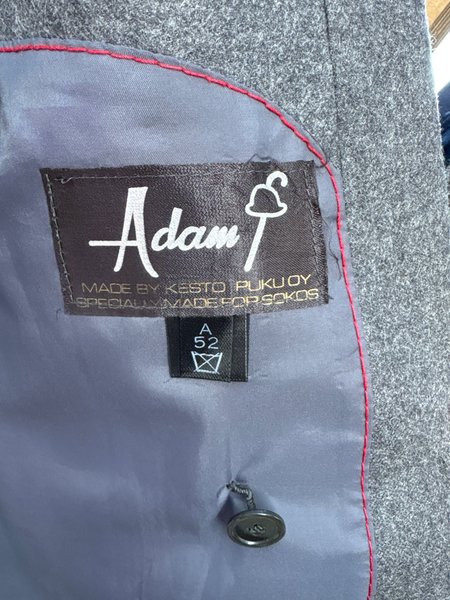 Adam
MADE BY KESTO PUKU OY
SPECIALLY MADE FOR SOKOS
A
52